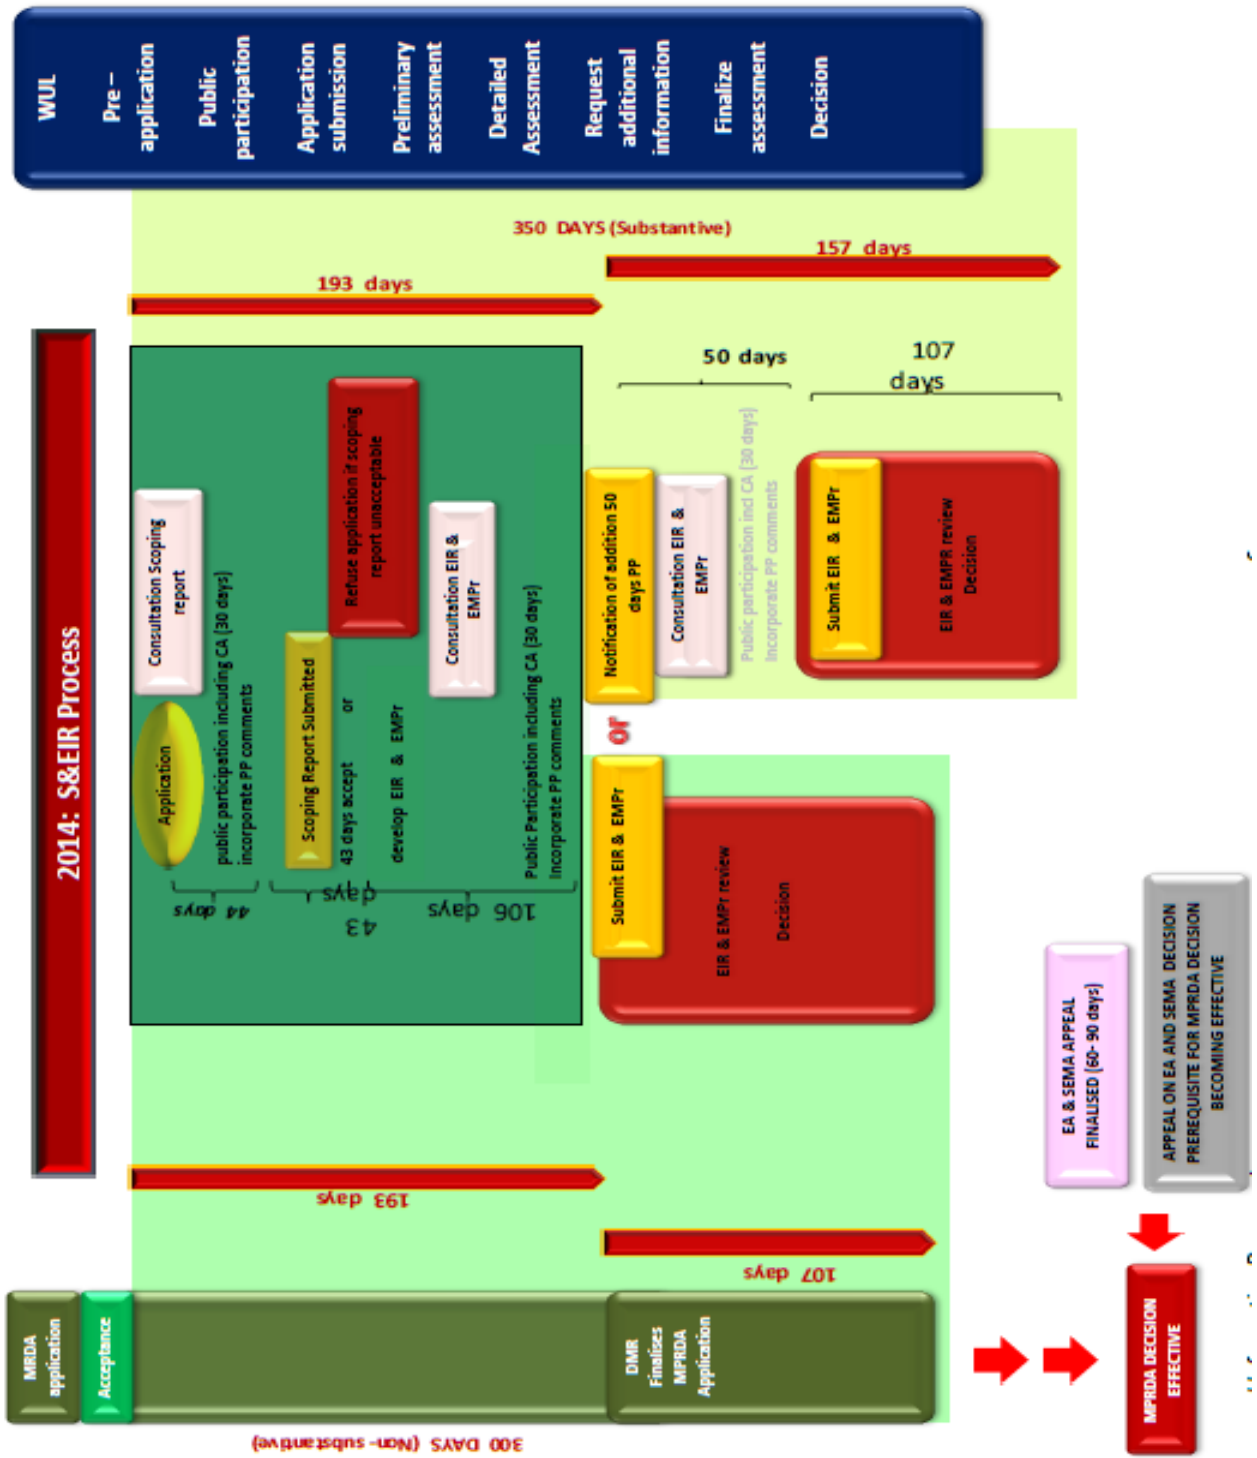 2014: S&EIR Process
MRDA
application
Acceptance
DMR
Finalises
MPRDA
Application
300 DAYS (Non- substantive)
193 days
107 days
Application
Consultation Scoping
report
public participation including CA (30 days)
incorporate PP comments
44 days
Scoping Report Submitted
43 days accept or
Refuse application if scoping
report unacceptable
43
days
develop EIR & EMPr
Consultation EIR &
EMPr
Public Participation including CA (30 days)
Incorporate PP comments
106 days
Submit EIR & EMPr
EIR & EMPr review
Decision
or
Notification of addition 50
days PP
Consultation EIR &
EMPr
Public participation incl CA (30 days)
Incorporate PP comments
Submit EIR & EMPr
EIR & EMPR review
Decision
50 days
107
days
193 days
350 DAYS (Substantive)
157 days
WUL
Pre –
application
Public
participation
Application
submission
Preliminary
assessment
Detailed
Assessment
Request
additional
information
Finalize
assessment
Decision
EA & SEMA APPEAL
FINALISED (60- 90 days)
MPRDA DECISION
EFFECTIVE
APPEAL ON EA AND SEMA DECISION
PREREQUISITE FOR MPRDA DECISION
BECOMING EFFECTIVE